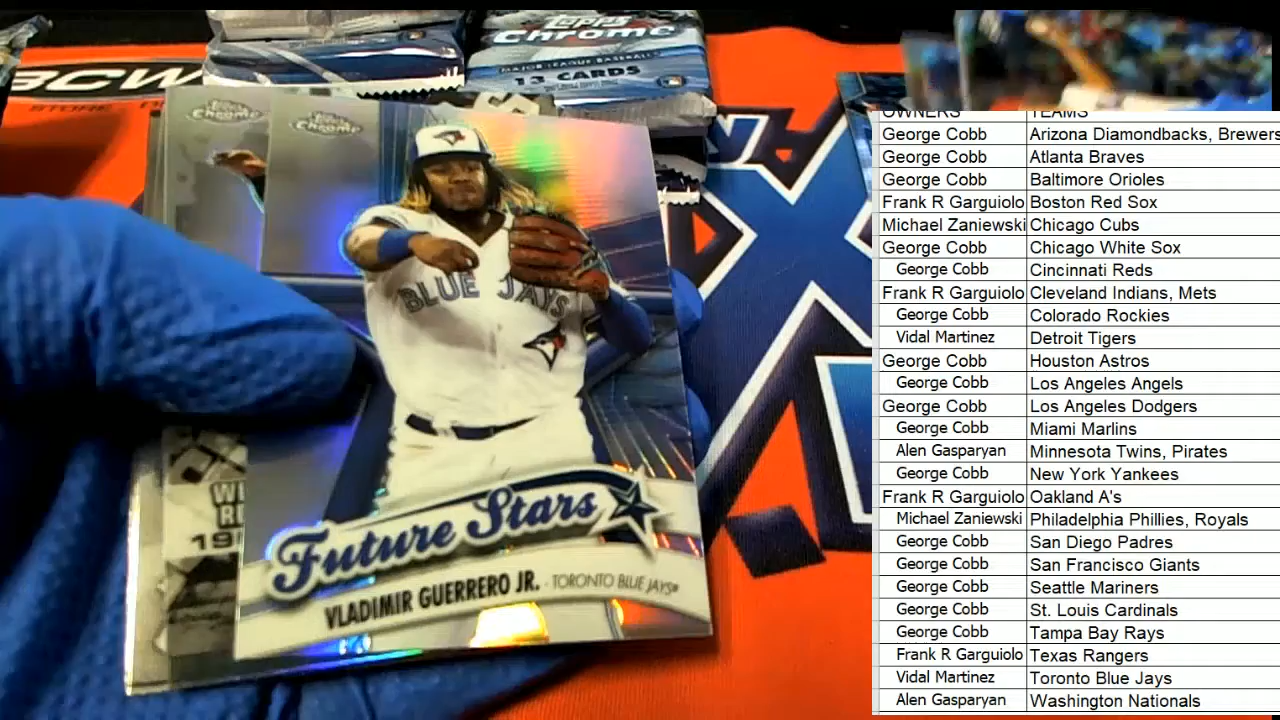 BCW
STORE
Topps
Chrome
MAJOR LEAGUE BASEBALL
13 CARDS
Topps
Chrome
Topps
Chrome
BLUE JAYS
Future Stars
VLADIMIR GUERRERO JR. · TORONTO BLUE JAYS®
OWNERS TEAMS
George Cobb Arizona Diamondbacks, Brewers
George Cobb Atlanta Braves
George Cobb Baltimore Orioles
Frank R Garguiolo Boston Red Sox
Michael Zaniewski Chicago Cubs
George Cobb Chicago White Sox
George Cobb Cincinnati Reds
Frank R Garguiolo Cleveland Indians, Mets
George Cobb Colorado Rockies
Vidal Martinez Detroit Tigers
George Cobb Houston Astros
George Cobb Los Angeles Angels
George Cobb Los Angeles Dodgers
George Cobb Miami Marlins
Alen Gasparyan Minnesota Twins, Pirates
George Cobb New York Yankees
Frank R Garguiolo Oakland A's
Michael Zaniewski Philadelphia Phillies, Royals
George Cobb San Diego Padres
George Cobb San Francisco Giants
George Cobb Seattle Mariners
George Cobb St. Louis Cardinals
George Cobb Tampa Bay Rays
Frank R Garguiolo Texas Rangers
Vidal Martinez Toronto Blue Jays
Alen Gasparyan Washington Nationals